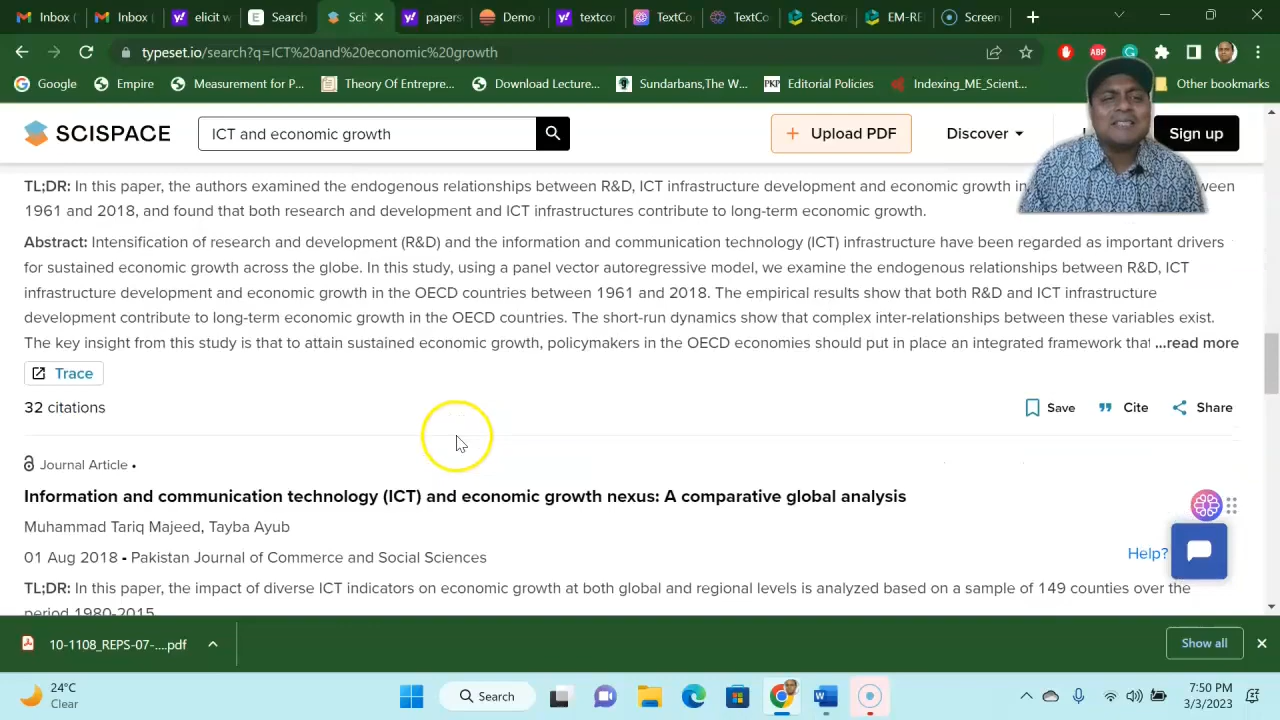 Inbox (
Inbox (
elicit w
Search
Sci
papers
Demo
textcor
TextCo
TextCo
Sector
EM-RE
Screen
typeset.io/search?q=ICT%20and%20economic%20growth
Google
Empire
Measurement for P...
Theory Of Entrepre...
Download Lecture...
Sundarbans,The W...
Editorial Policies
Indexing_ME_Scient...
Other bookmarks
SCISPACE
ICT and economic growth
Upload PDF
Discover
Sign up
TL;DR: In this paper, the authors examined the endogenous relationships between R&D, ICT infrastructure development and economic growth in
1961 and 2018, and found that both research and development and ICT infrastructures contribute to long-term economic growth.
Abstract: Intensification of research and development (R&D) and the information and communication technology (ICT) infrastructure have been regarded as important drivers
for sustained economic growth across the globe. In this study, using a panel vector autoregressive model, we examine the endogenous relationships between R&D, ICT
infrastructure development and economic growth in the OECD countries between 1961 and 2018. The empirical results show that both R&D and ICT infrastructure
development contribute to long-term economic growth in the OECD countries. The short-run dynamics show that complex inter-relationships between these variables exist.
The key insight from this study is that to attain sustained economic growth, policymakers in the OECD economies should put in place an integrated framework that ...read more
Trace
32 citations
Save
Cite
Share
Journal Article •
Information and communication technology (ICT) and economic growth nexus: A comparative global analysis
Muhammad Tariq Majeed, Tayba Ayub
01 Aug 2018 - Pakistan Journal of Commerce and Social Sciences
Help?
TL;DR: In this paper, the impact of diverse ICT indicators on economic growth at both global and regional levels is analyzed based on a sample of 149 counties over the
period 1980-2015.
10-1108_REPS-07-....pdf
Show all
24°C
Clear
Search
7:50 PM
3/3/2023